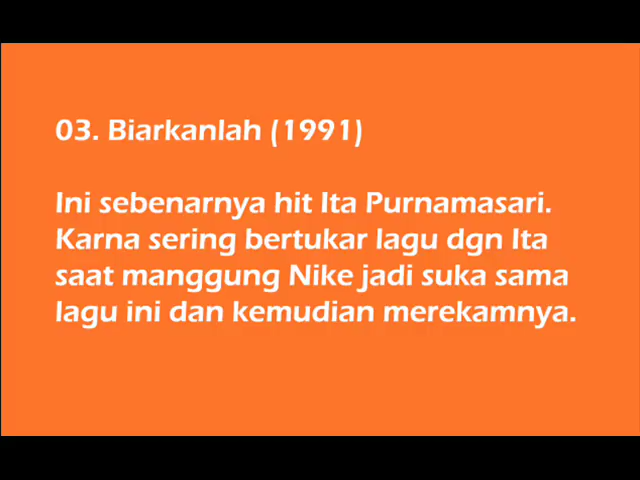 03. Biarkanlah (1991)
Ini sebenarnya hit Ita Purnamasari.
Karna sering bertukar lagu dgn Ita
saat manggung Nike jadi suka sama
lagu ini dan kemudian merekamnya.